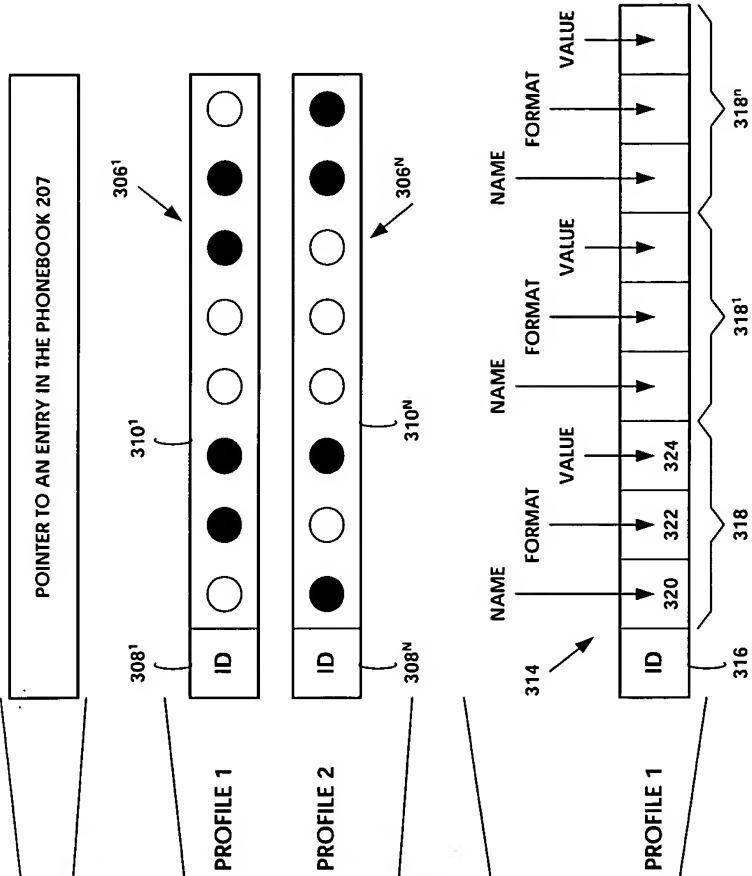 POINTER TO AN ENTRY IN THE PHONEBOOK 207
306¹
308¹
310¹
PROFILE 1
ID
306ᴺ
PROFILE 2
ID
308ᴺ
310ᴺ
314
NAME
FORMAT
VALUE
NAME
FORMAT
VALUE
NAME
FORMAT
VALUE
PROFILE 1
ID
320
322
324
316
318
318¹
318ⁿ